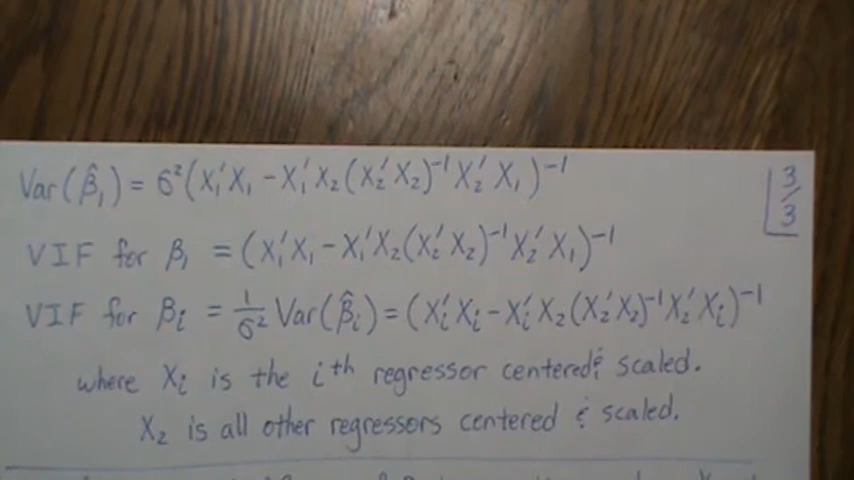 Var(β̂₁) = σ²(X₁'X₁ - X₁'X₂(X₂'X₂)⁻¹X₂'X₁)⁻¹
3/3
VIF for β₁ = (X₁'X₁ - X₁'X₂(X₂'X₂)⁻¹X₂'X₁)⁻¹
VIF for βᵢ = 1/σ² Var(β̂ᵢ) = (Xᵢ'Xᵢ - Xᵢ'X₂(X₂'X₂)⁻¹X₂'Xᵢ)⁻¹
where Xᵢ is the iᵗʰ regressor centered & scaled.
X₂ is all other regressors centered & scaled.